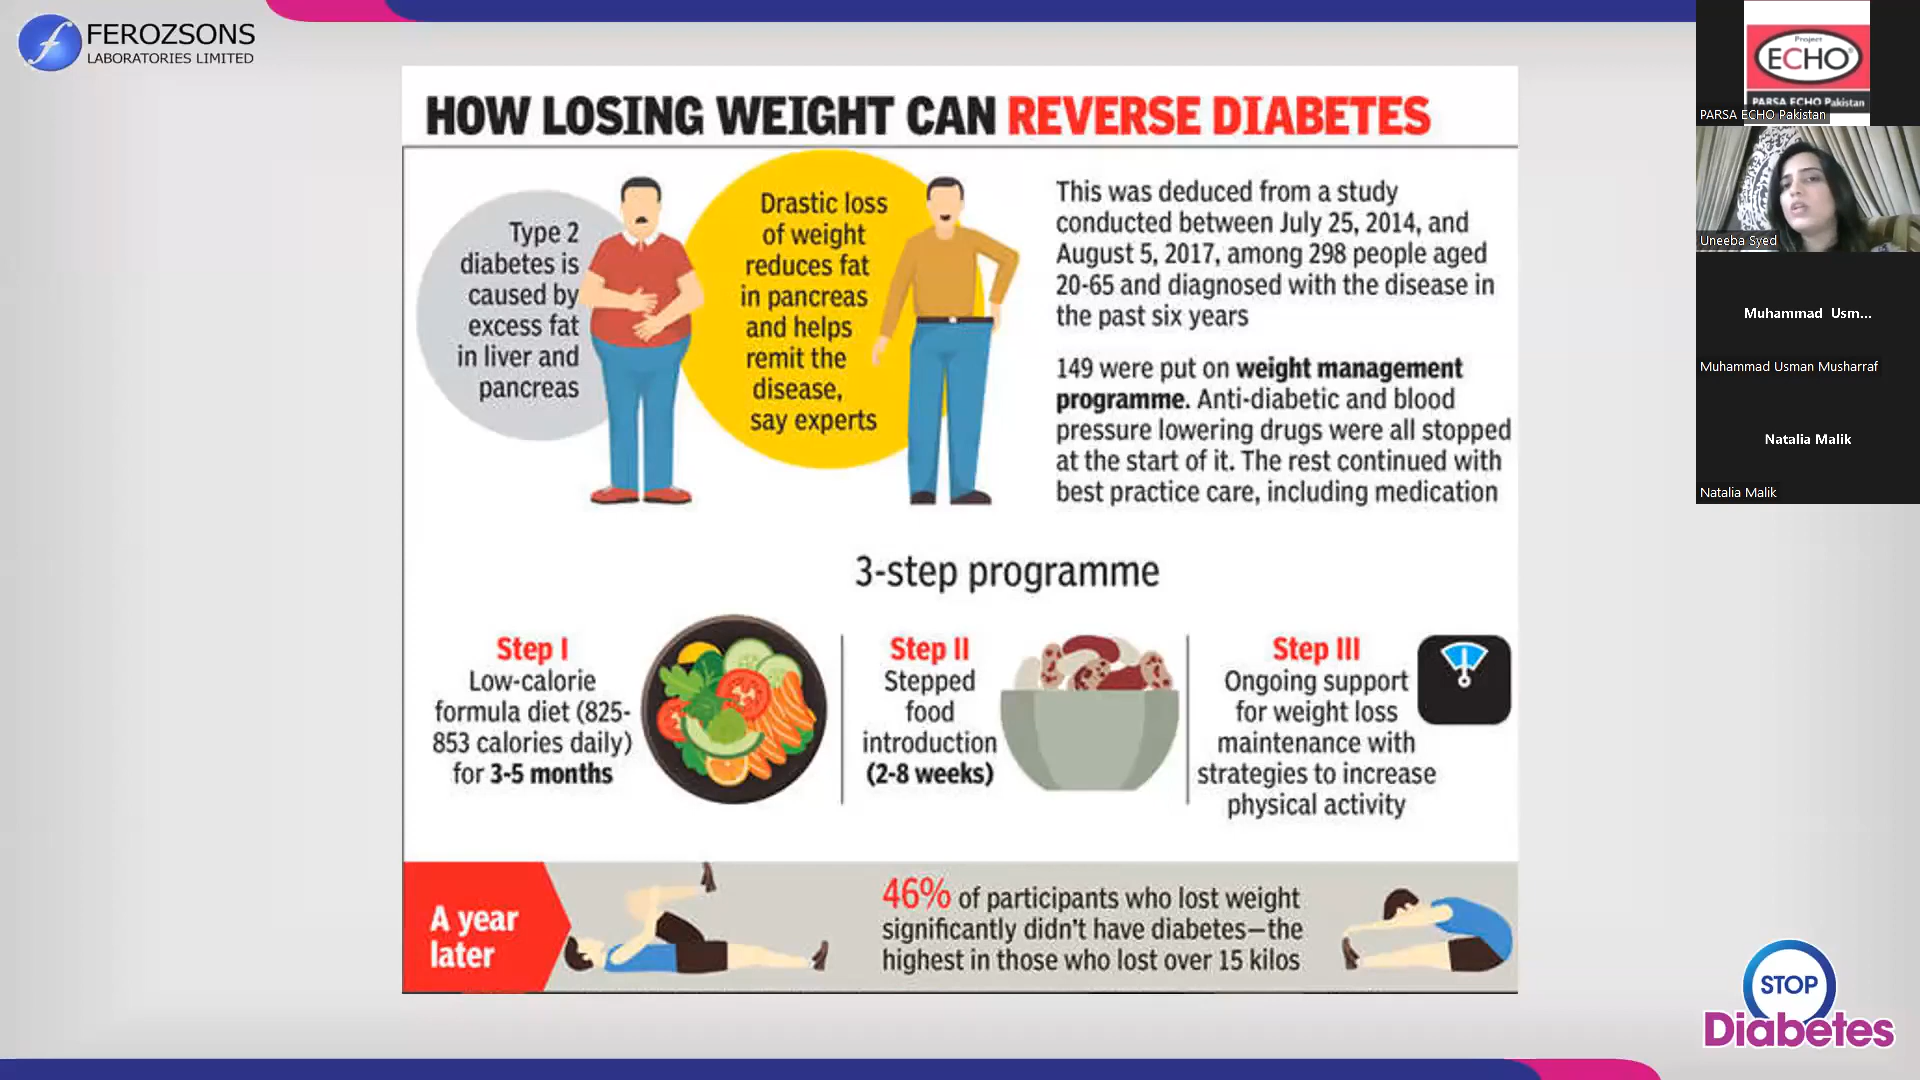 FEROZSONS
LABORATORIES LIMITED
HOW LOSING WEIGHT CAN REVERSE DIABETES
Type 2
diabetes is
caused by
excess fat
in liver and
pancreas
Drastic loss
of weight
reduces fat
in pancreas
and helps
remit the
disease,
say experts
This was deduced from a study
conducted between July 25, 2014, and
August 5, 2017, among 298 people aged
20-65 and diagnosed with the disease in
the past six years
149 were put on weight management
programme. Anti-diabetic and blood
pressure lowering drugs were all stopped
at the start of it. The rest continued with
best practice care, including medication
3-step programme
Step I
Low-calorie
formula diet (825-
853 calories daily)
for 3-5 months
Step II
Stepped
food
introduction
(2-8 weeks)
Step III
Ongoing support
for weight loss
maintenance with
strategies to increase
physical activity
A year
later
46% of participants who lost weight
significantly didn't have diabetes—the
highest in those who lost over 15 kilos
Project
ECHO®
PARSA ECHO Pakistan
PARSA ECHO Pakistan
Uneeba Syed
Muhammad Usm...
Muhammad Usman Musharraf
Natalia Malik
Natalia Malik
STOP
Diabetes